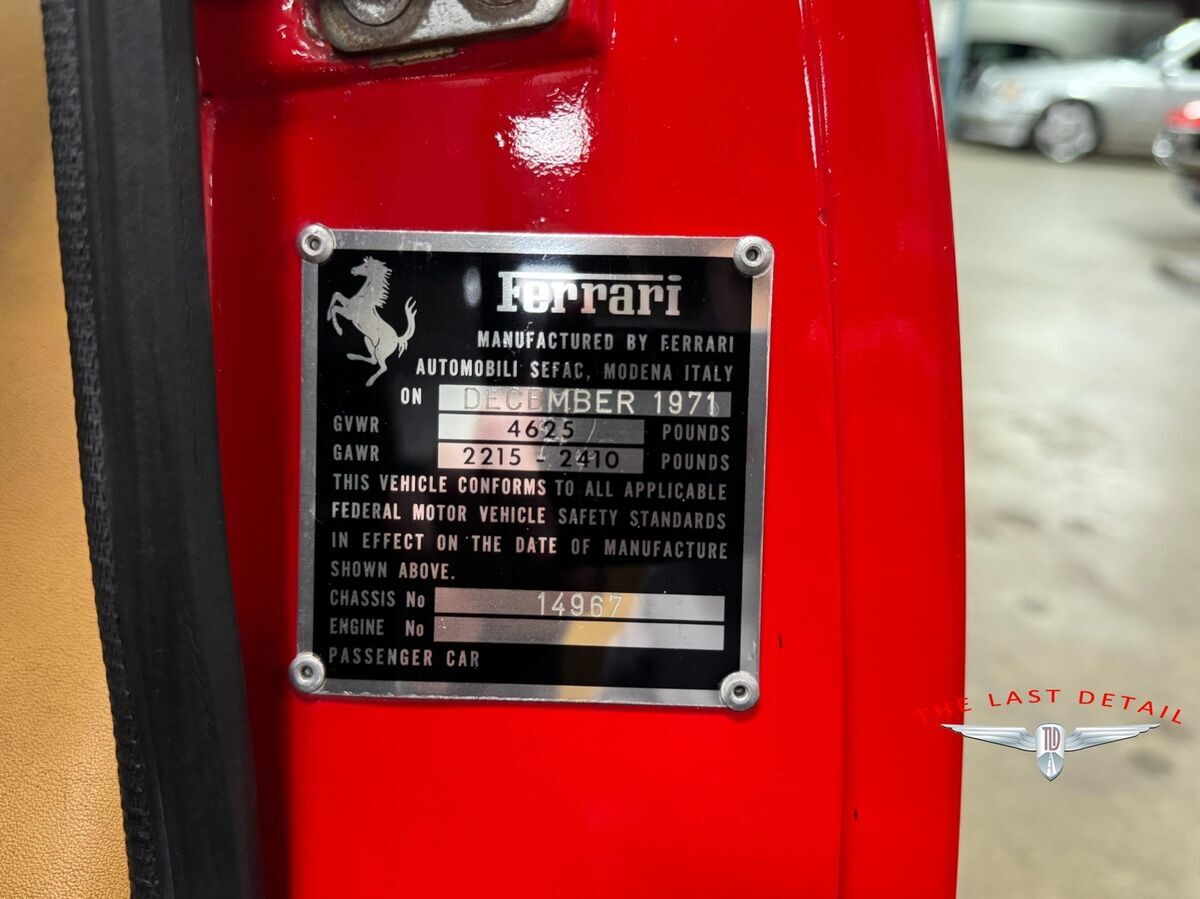 Ferrari
MANUFACTURED BY FERRARI
AUTOMOBILI SEFAC, MODENA ITALY
ON DECEMBER 1971
GVWR 4625 POUNDS
GAWR 2215 - 2410 POUNDS
THIS VEHICLE CONFORMS TO ALL APPLICABLE
FEDERAL MOTOR VEHICLE SAFETY STANDARDS
IN EFFECT ON THE DATE OF MANUFACTURE
SHOWN ABOVE.
CHASSIS No 14967
ENGINE No
PASSENGER CAR
THE LAST DETAIL
TLD